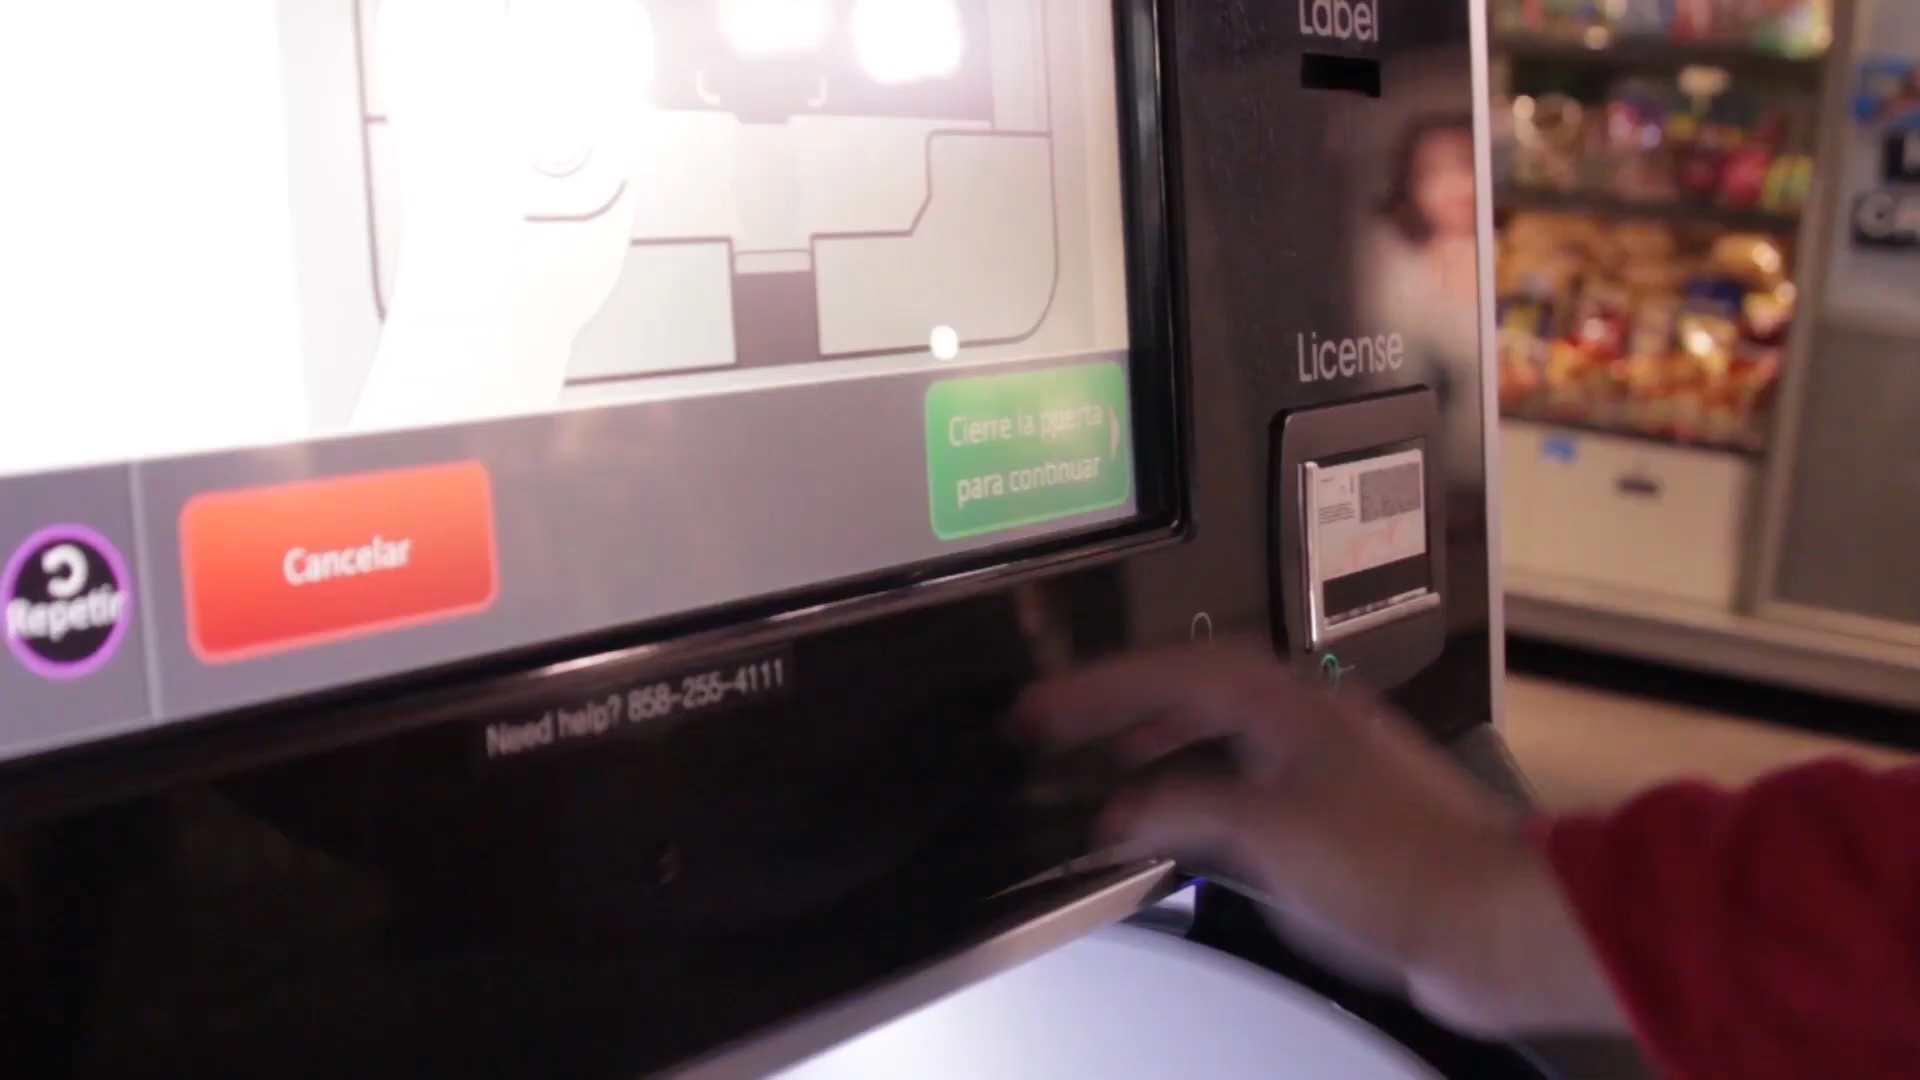 Label
License
Cierre la puerta
para continuar
Cancelar
Repetir
Need help? 858-255-4111